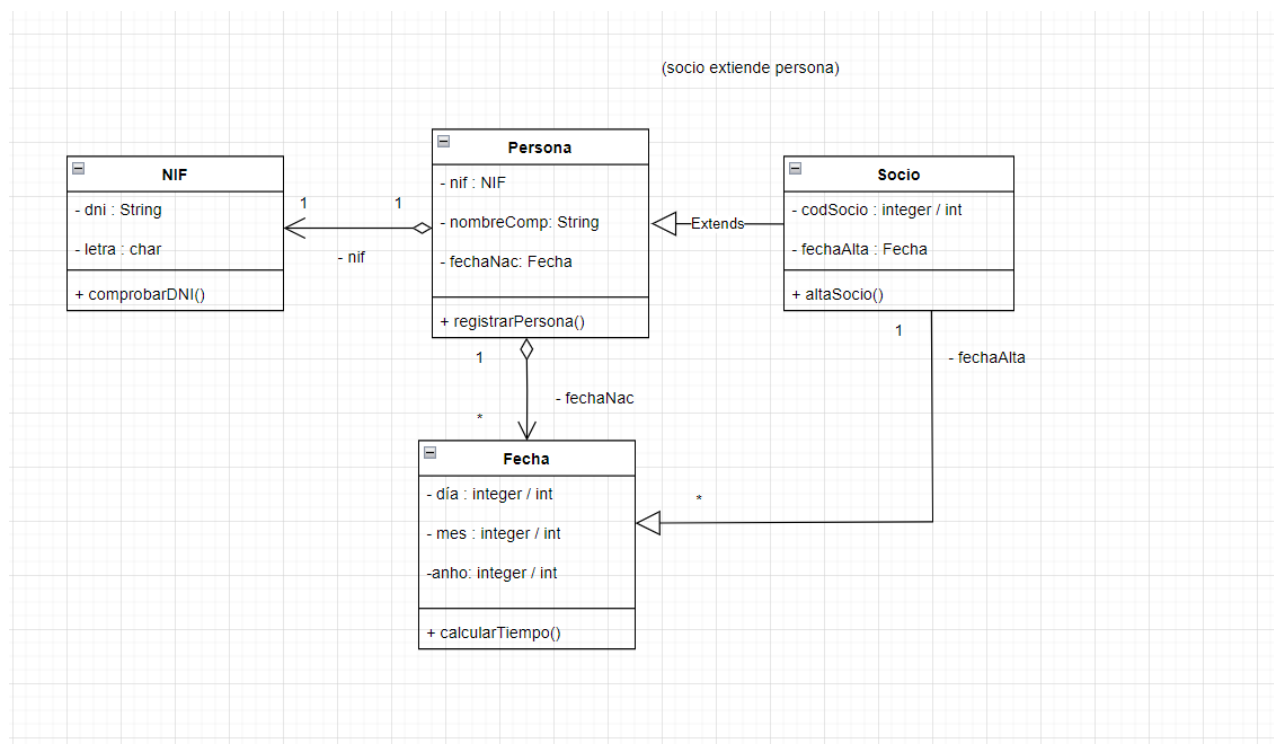 (socio extiende persona)
NIF
- dni : String
- letra : char
+ comprobarDNI()
1
1
- nif
Persona
- nif : NIF
- nombreComp: String
- fechaNac: Fecha
+ registrarPersona()
Extends
Socio
- codSocio : integer / int
- fechaAlta : Fecha
+ altaSocio()
1
- fechaNac
*
1
- fechaAlta
*
Fecha
- día : integer / int
- mes : integer / int
-anho: integer / int
+ calcularTiempo()